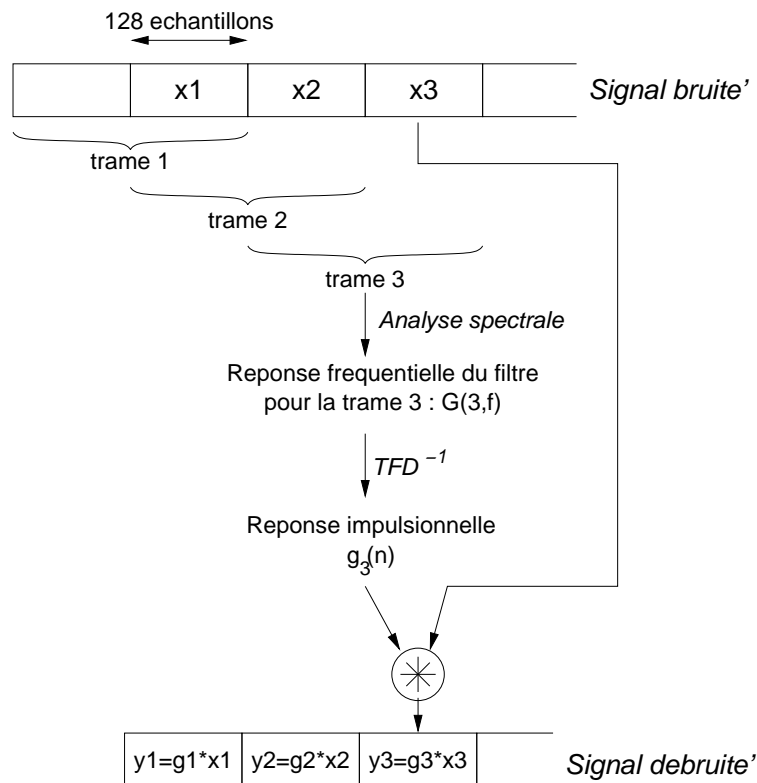 128 echantillons
x1 x2 x3 Signal bruite'
trame 1
trame 2
trame 3
Analyse spectrale
Reponse frequentielle du filtre
pour la trame 3 : G(3,f)
TFD −1
Reponse impulsionnelle
g3(n)
y1=g1*x1 y2=g2*x2 y3=g3*x3 Signal debruite'